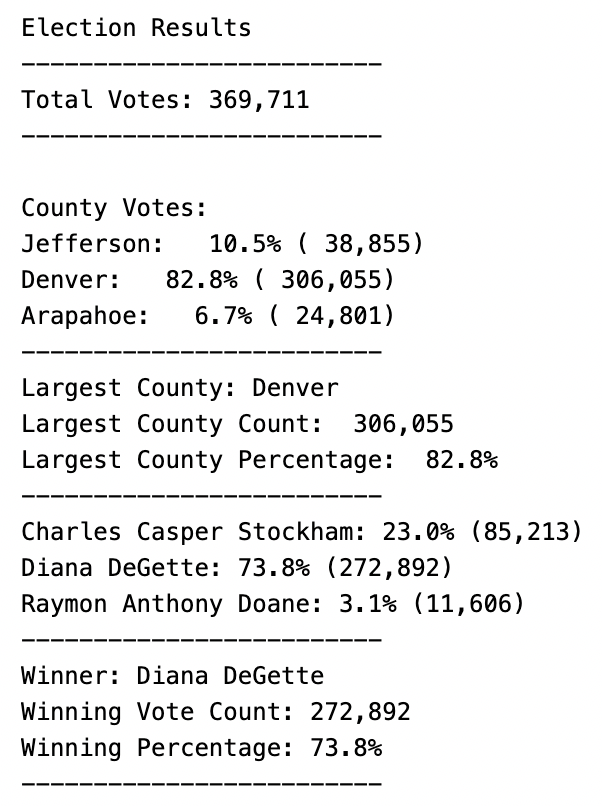 Election Results
-------------------------
Total Votes: 369,711
-------------------------
County Votes:
Jefferson:   10.5% ( 38,855)
Denver:   82.8% ( 306,055)
Arapahoe:   6.7% ( 24,801)
-------------------------
Largest County: Denver
Largest County Count:  306,055
Largest County Percentage:  82.8%
-------------------------
Charles Casper Stockham: 23.0% (85,213)
Diana DeGette: 73.8% (272,892)
Raymon Anthony Doane: 3.1% (11,606)
-------------------------
Winner: Diana DeGette
Winning Vote Count: 272,892
Winning Percentage: 73.8%
-------------------------